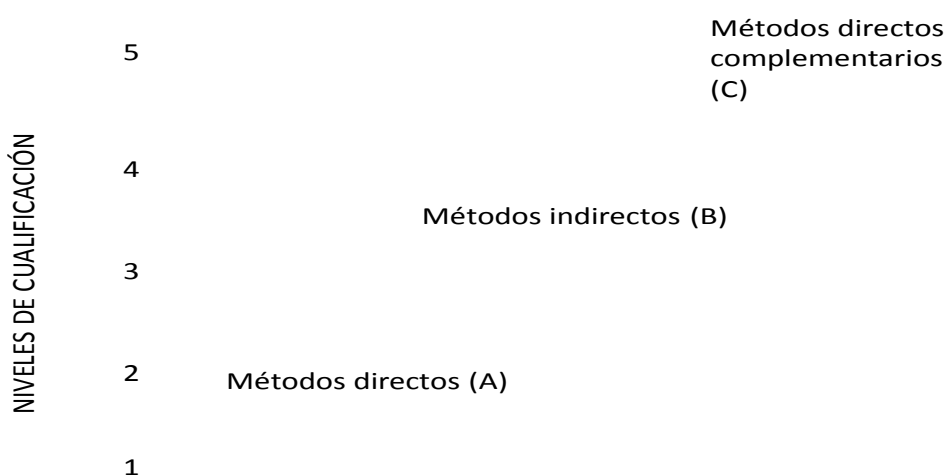 Métodos directos
complementarios
(C)
5
4
Métodos indirectos (B)
3
2
Métodos directos (A)
1
NIVELES DE CUALIFICACIÓN